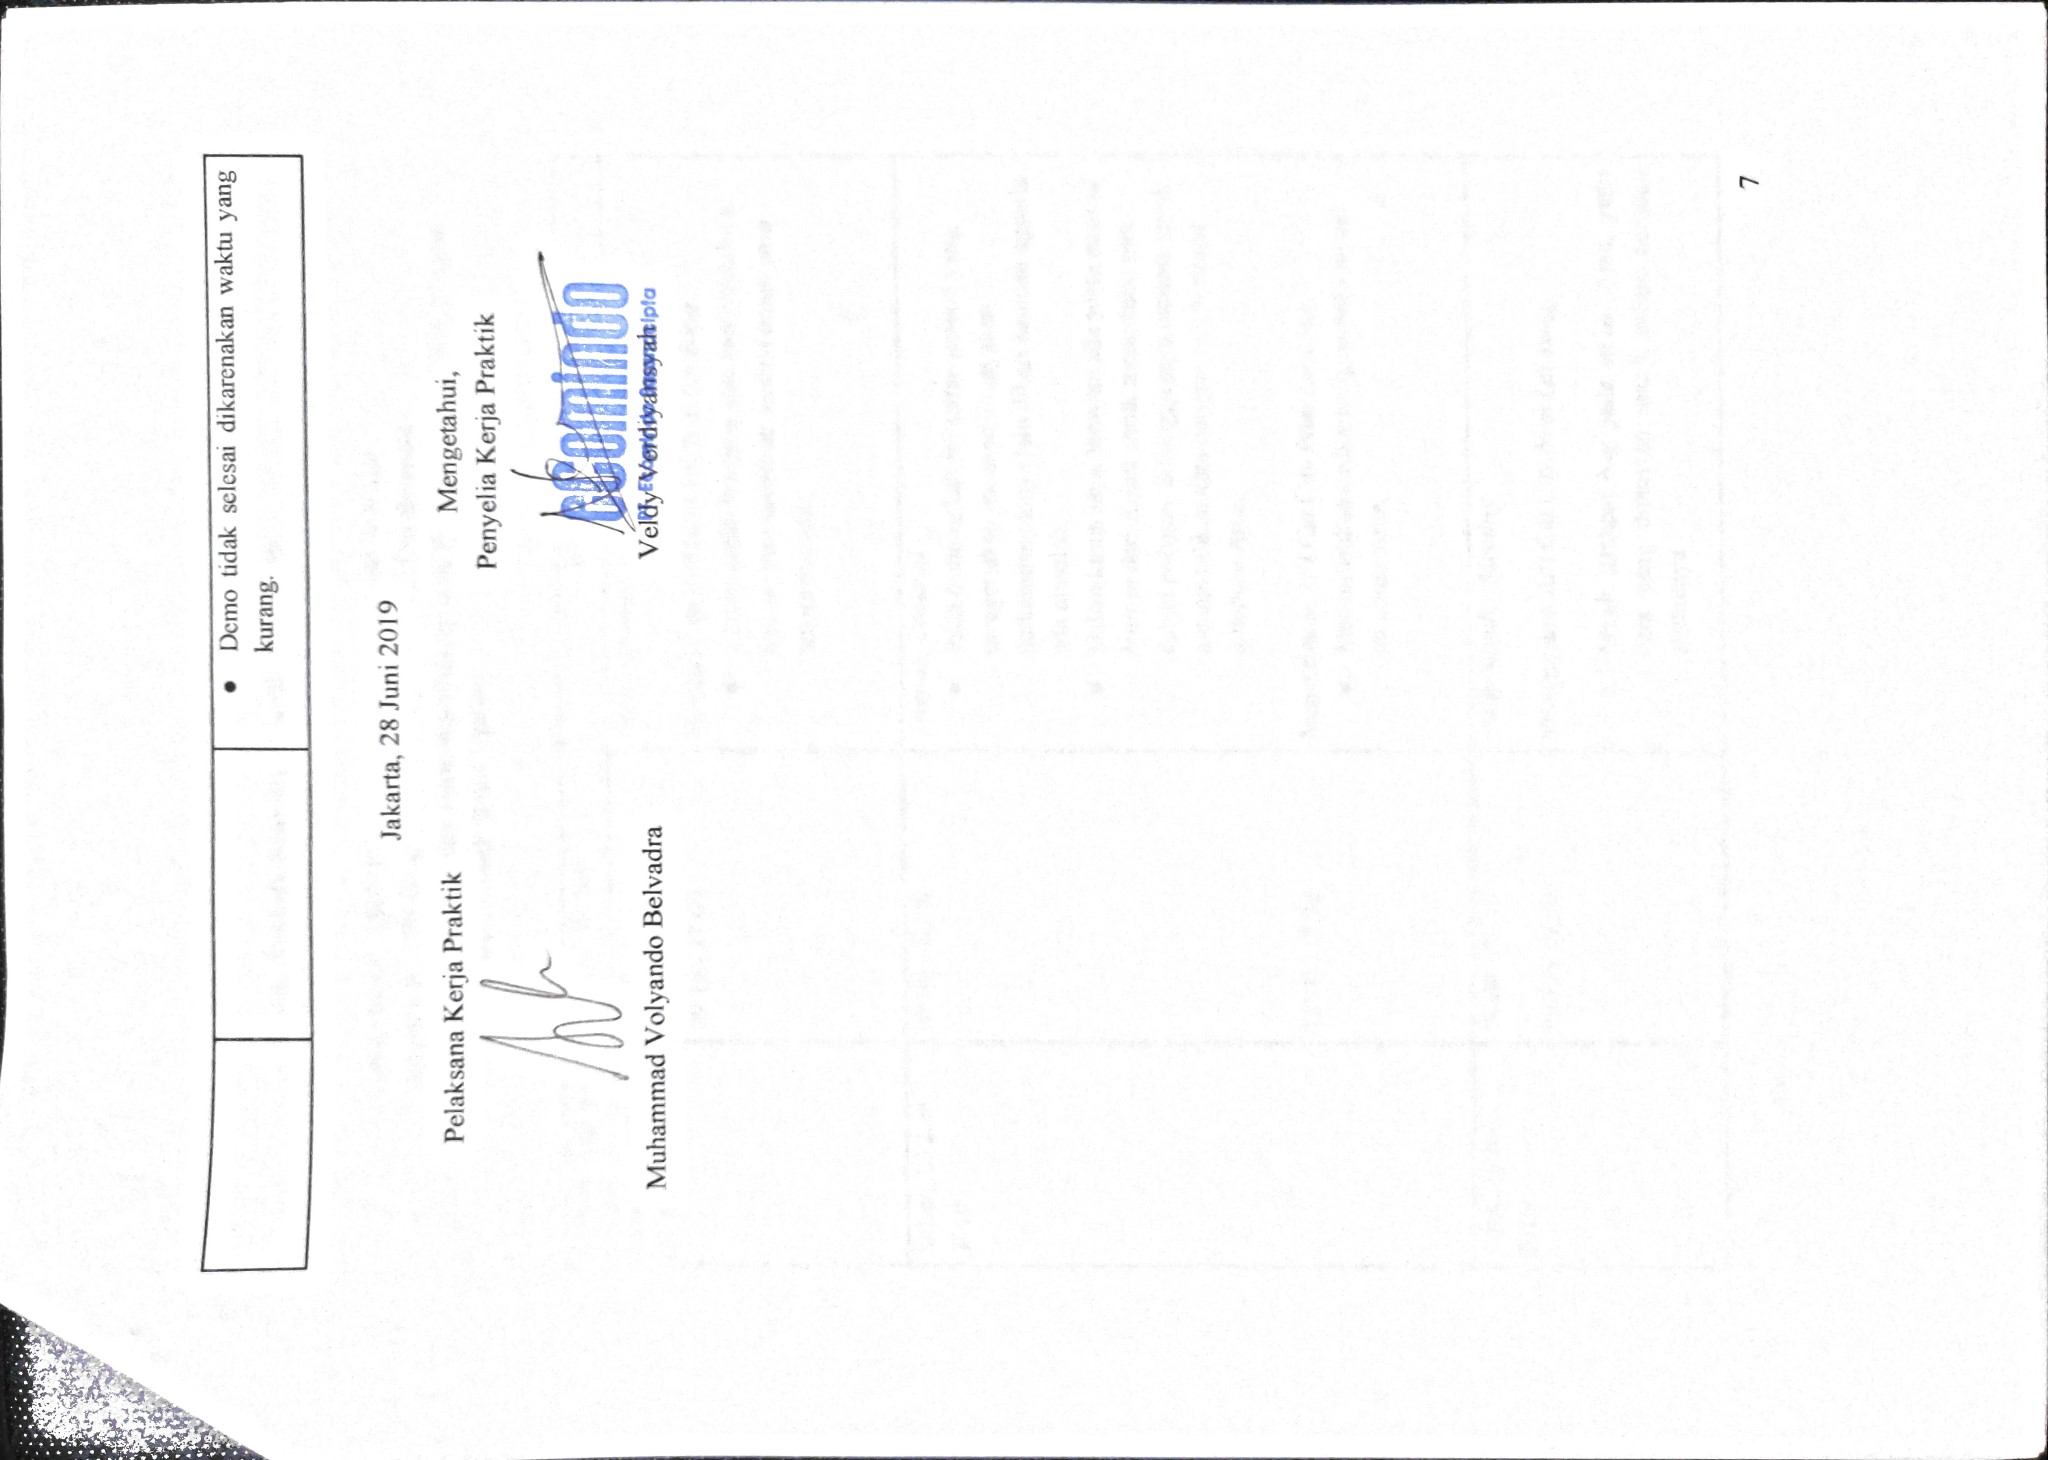 • Demo tidak selesai dikarenakan waktu yang
kurang.
Jakarta, 28 Juni 2019
Mengetahui,
Pelaksana Kerja Praktik
Penyelia Kerja Praktik
ecomindo
Muhammad Volyando Belvadra
Veldy Verdiyansyah
7